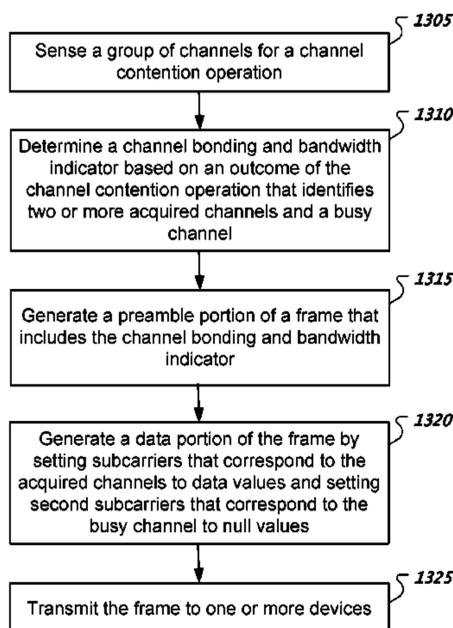 1305
Sense a group of channels for a channel
contention operation
1310
Determine a channel bonding and bandwidth
indicator based on an outcome of the
channel contention operation that identifies
two or more acquired channels and a busy
channel
1315
Generate a preamble portion of a frame that
includes the channel bonding and bandwidth
indicator
1320
Generate a data portion of the frame by
setting subcarriers that correspond to the
acquired channels to data values and setting
second subcarriers that correspond to the
busy channel to null values
1325
Transmit the frame to one or more devices